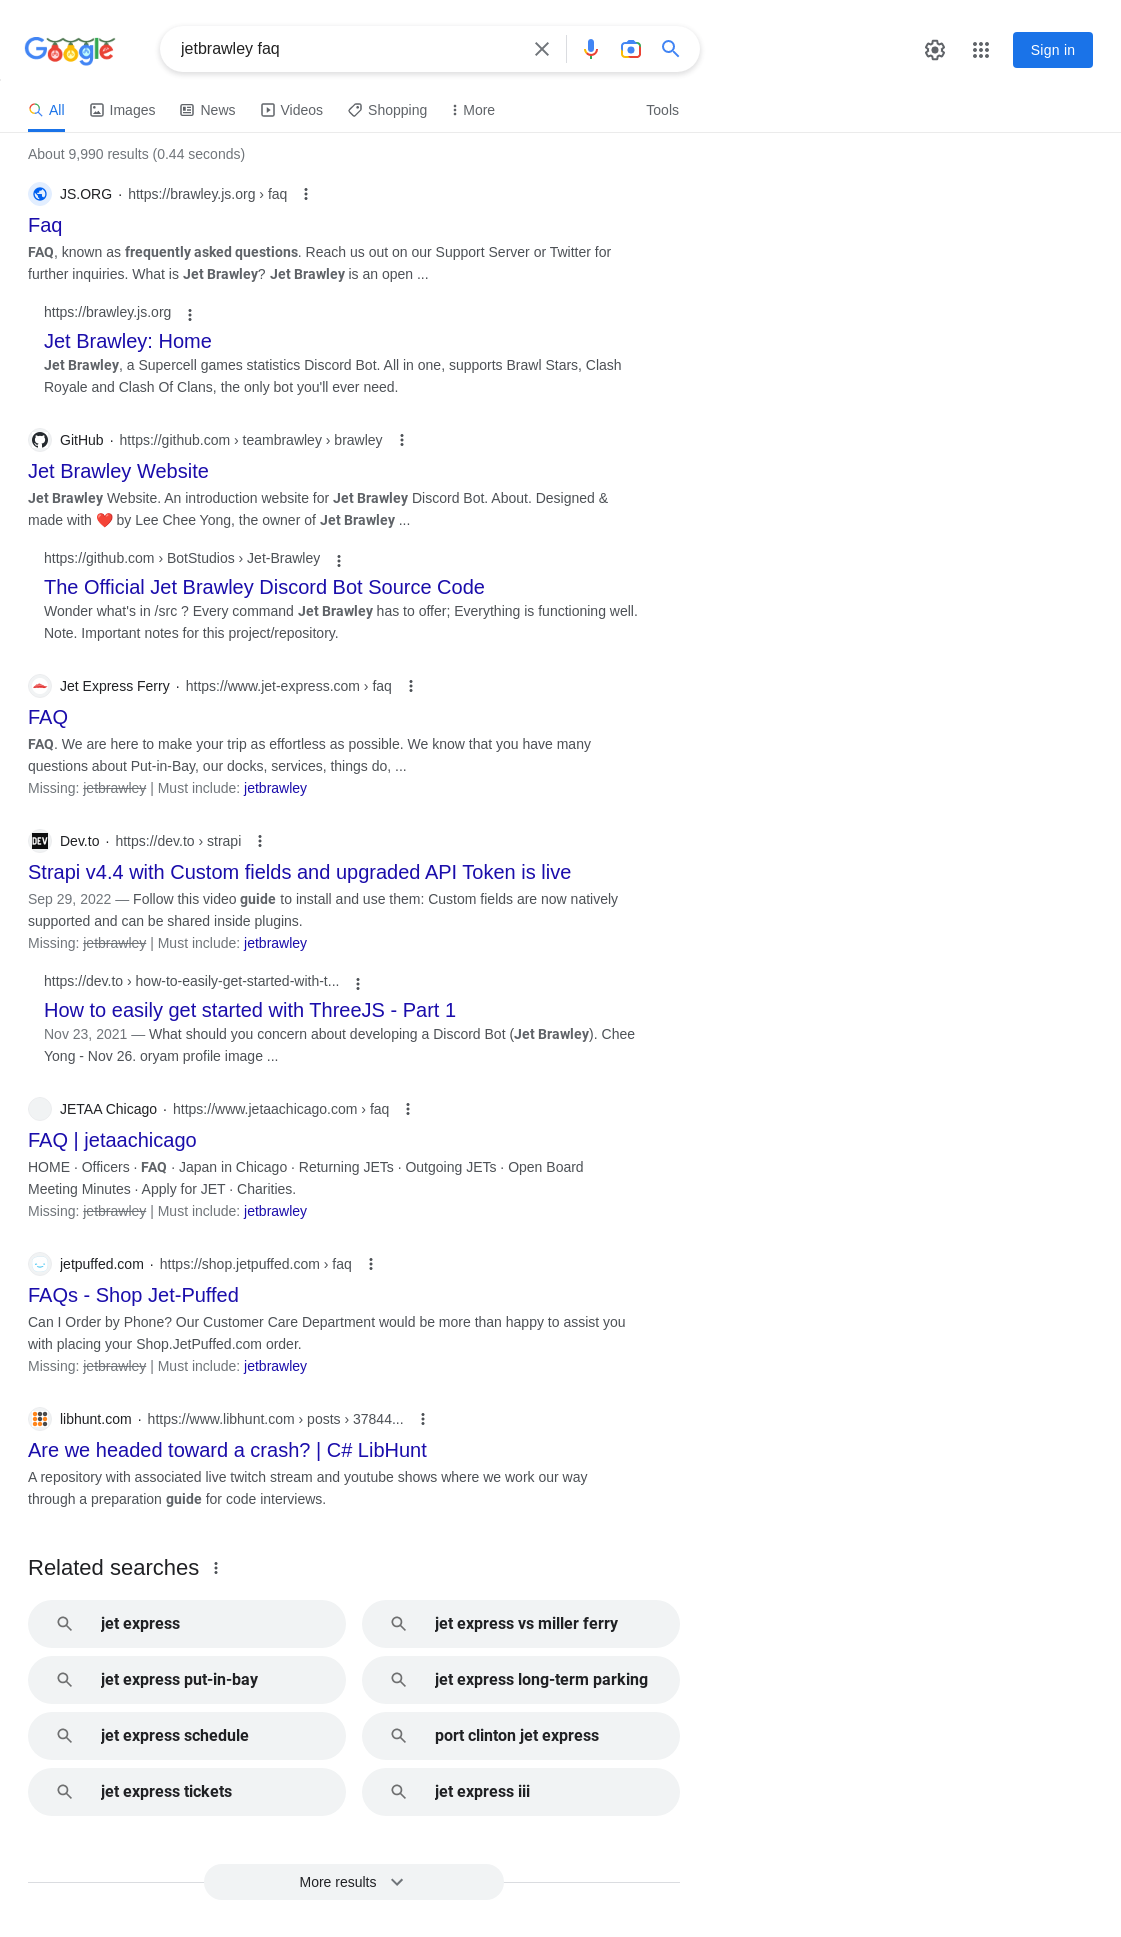 Google
jetbrawley faq
Sign in
All Images News Videos Shopping More Tools
About 9,990 results (0.44 seconds)
JS.ORG · https://brawley.js.org › faq
Faq
FAQ, known as frequently asked questions. Reach us out on our Support Server or Twitter for
further inquiries. What is Jet Brawley? Jet Brawley is an open ...
https://brawley.js.org
Jet Brawley: Home
Jet Brawley, a Supercell games statistics Discord Bot. All in one, supports Brawl Stars, Clash
Royale and Clash Of Clans, the only bot you'll ever need.
GitHub · https://github.com › teambrawley › brawley
Jet Brawley Website
Jet Brawley Website. An introduction website for Jet Brawley Discord Bot. About. Designed &
made with ❤️ by Lee Chee Yong, the owner of Jet Brawley ...
https://github.com › BotStudios › Jet-Brawley
The Official Jet Brawley Discord Bot Source Code
Wonder what's in /src ? Every command Jet Brawley has to offer; Everything is functioning well.
Note. Important notes for this project/repository.
Jet Express Ferry · https://www.jet-express.com › faq
FAQ
FAQ. We are here to make your trip as effortless as possible. We know that you have many
questions about Put-in-Bay, our docks, services, things do, ...
Missing: jetbrawley | Must include: jetbrawley
DEV Dev.to · https://dev.to › strapi
Strapi v4.4 with Custom fields and upgraded API Token is live
Sep 29, 2022 — Follow this video guide to install and use them: Custom fields are now natively
supported and can be shared inside plugins.
Missing: jetbrawley | Must include: jetbrawley
https://dev.to › how-to-easily-get-started-with-t...
How to easily get started with ThreeJS - Part 1
Nov 23, 2021 — What should you concern about developing a Discord Bot (Jet Brawley). Chee
Yong - Nov 26. oryam profile image ...
JETAA Chicago · https://www.jetaachicago.com › faq
FAQ | jetaachicago
HOME · Officers · FAQ · Japan in Chicago · Returning JETs · Outgoing JETs · Open Board
Meeting Minutes · Apply for JET · Charities.
Missing: jetbrawley | Must include: jetbrawley
jetpuffed.com · https://shop.jetpuffed.com › faq
FAQs - Shop Jet-Puffed
Can I Order by Phone? Our Customer Care Department would be more than happy to assist you
with placing your Shop.JetPuffed.com order.
Missing: jetbrawley | Must include: jetbrawley
libhunt.com · https://www.libhunt.com › posts › 37844...
Are we headed toward a crash? | C# LibHunt
A repository with associated live twitch stream and youtube shows where we work our way
through a preparation guide for code interviews.
Related searches
jet express
jet express vs miller ferry
jet express put-in-bay
jet express long-term parking
jet express schedule
port clinton jet express
jet express tickets
jet express iii
More results